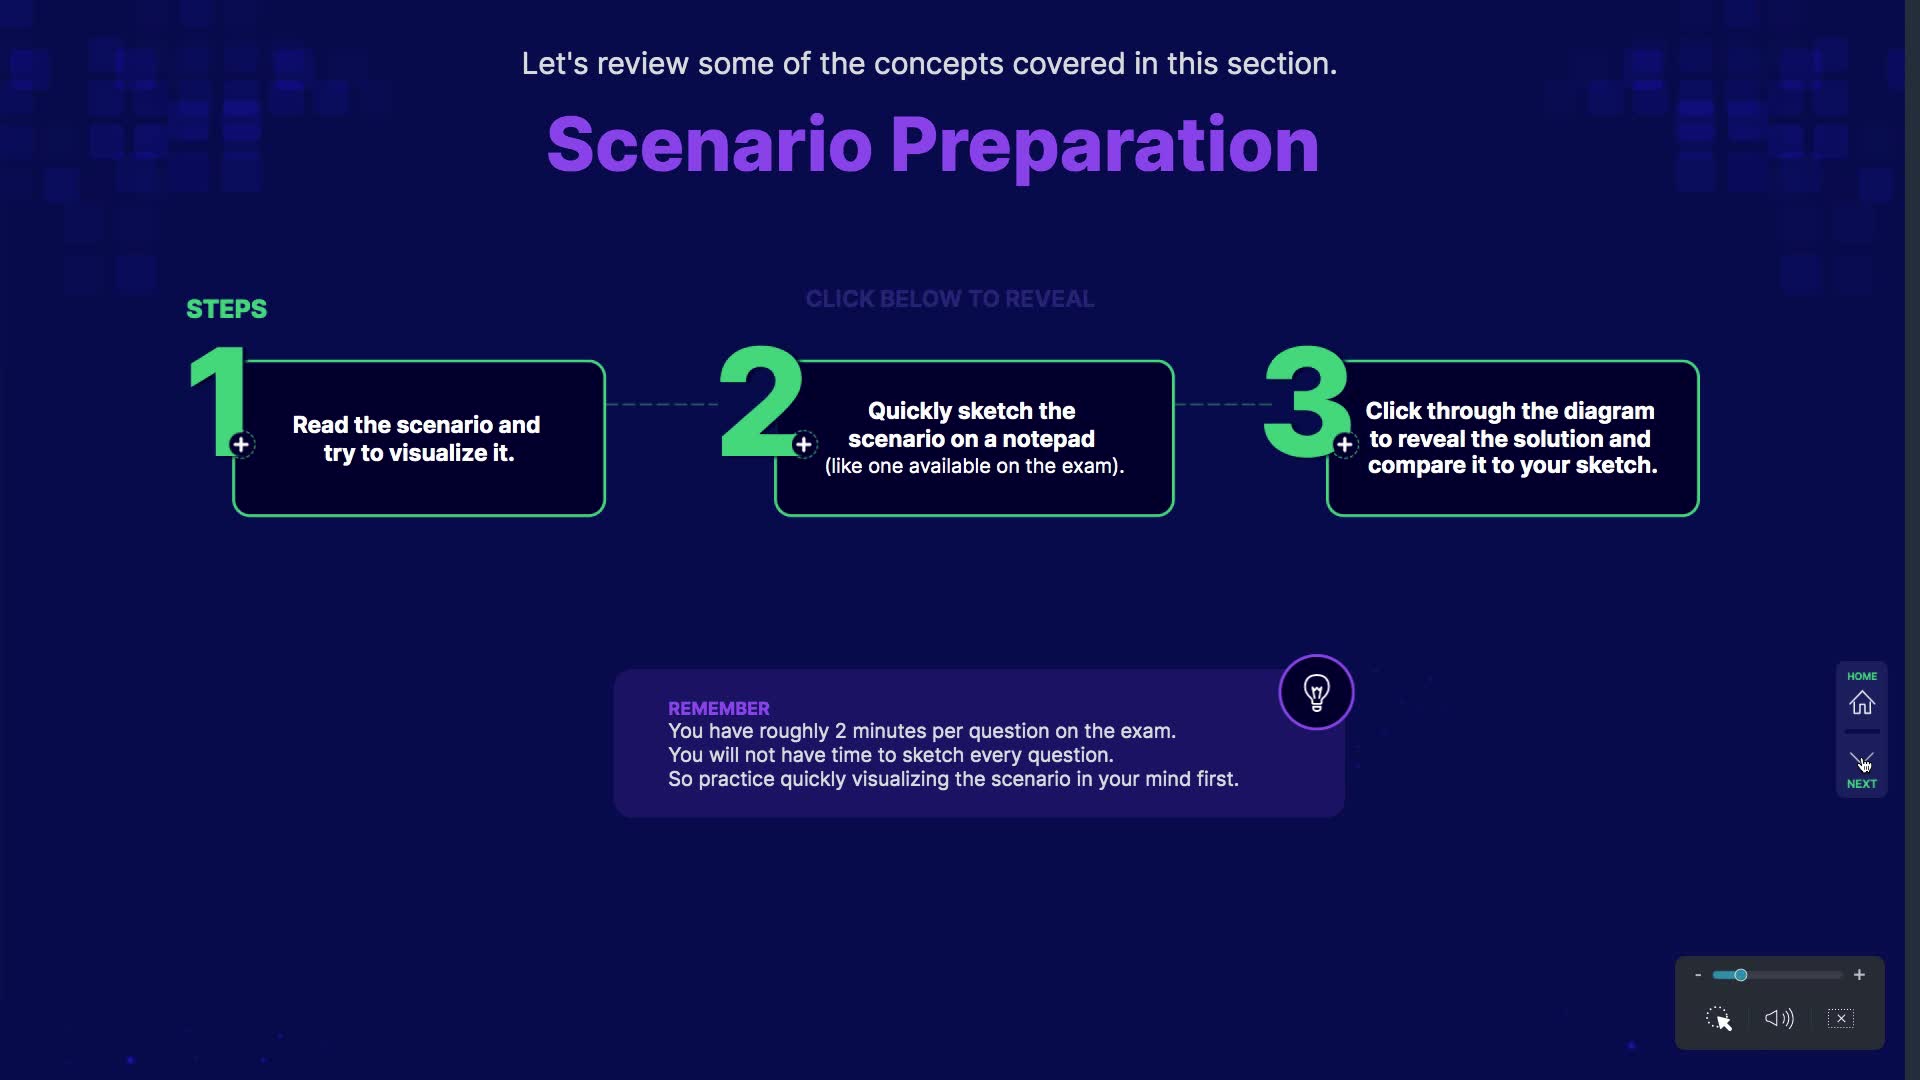 Let's review some of the concepts covered in this section.
Scenario Preparation
STEPS
CLICK BELOW TO REVEAL
1
Read the scenario and
try to visualize it.
2
Quickly sketch the
scenario on a notepad
(like one available on the exam).
3
Click through the diagram
to reveal the solution and
compare it to your sketch.
REMEMBER
You have roughly 2 minutes per question on the exam.
You will not have time to sketch every question.
So practice quickly visualizing the scenario in your mind first.
HOME
NEXT